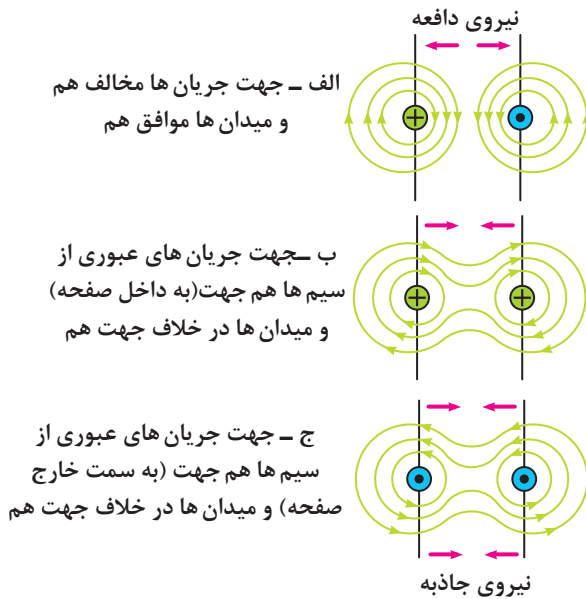 نیروی دافعه
الف – جهت جریان ها مخالف هم
و میدان ها موافق هم
ب –جهت جریان های عبوری از
سیم ها هم جهت(به داخل صفحه)
و میدان ها در خلاف جهت هم
ج – جهت جریان های عبوری از
سیم ها هم جهت (به سمت خارج
صفحه) و میدان ها در خلاف جهت هم
نیروی جاذبه